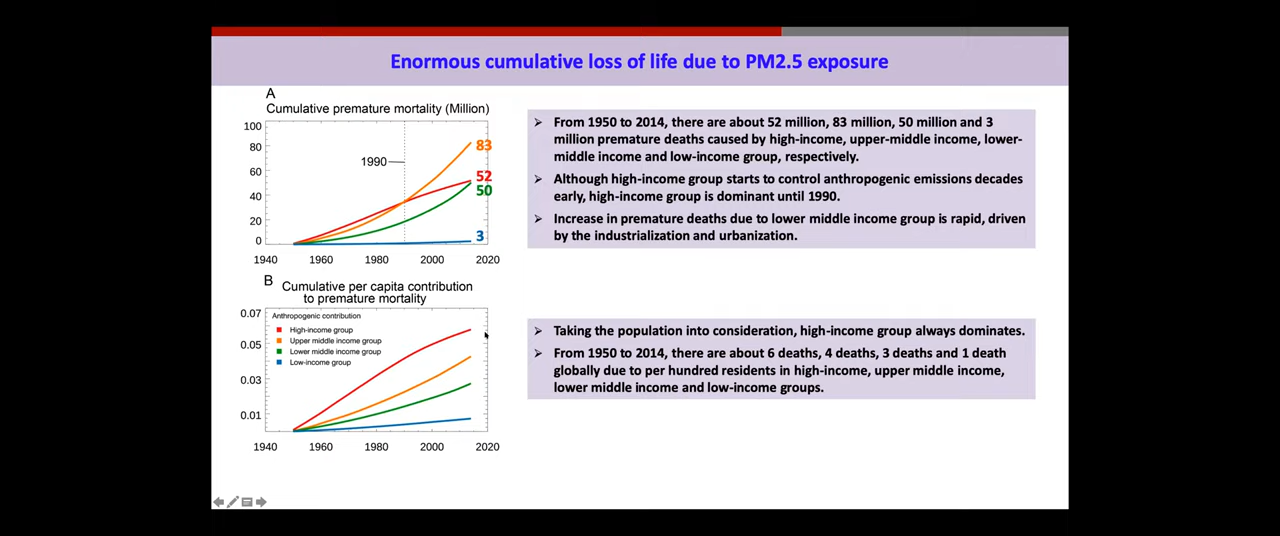 Enormous cumulative loss of life due to PM2.5 exposure
A
Cumulative premature mortality (Million)
100
80
60
40
20
0
1990
83
52
50
3
1940
1960
1980
2000
2020
➢ From 1950 to 2014, there are about 52 million, 83 million, 50 million and 3
million premature deaths caused by high-income, upper-middle income, lower-
middle income and low-income group, respectively.
➢ Although high-income group starts to control anthropogenic emissions decades
early, high-income group is dominant until 1990.
➢ Increase in premature deaths due to lower middle income group is rapid, driven
by the industrialization and urbanization.
B
Cumulative per capita contribution
to premature mortality
0.07
0.05
0.03
0.01
Anthropogenic contribution
High-income group
Upper middle income group
Lower middle income group
Low-income group
1940
1960
1980
2000
2020
➢ Taking the population into consideration, high-income group always dominates.
➢ From 1950 to 2014, there are about 6 deaths, 4 deaths, 3 deaths and 1 death
globally due to per hundred residents in high-income, upper middle income,
lower middle income and low-income groups.